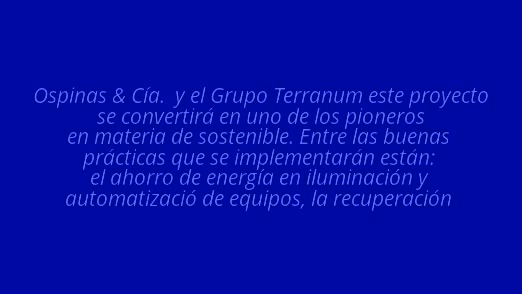 Ospinas & Cía.  y el Grupo Terranum este proyecto
se convertirá en uno de los pioneros
en materia de sostenible. Entre las buenas
prácticas que se implementarán están:
el ahorro de energía en iluminación y
automatizació de equipos, la recuperación